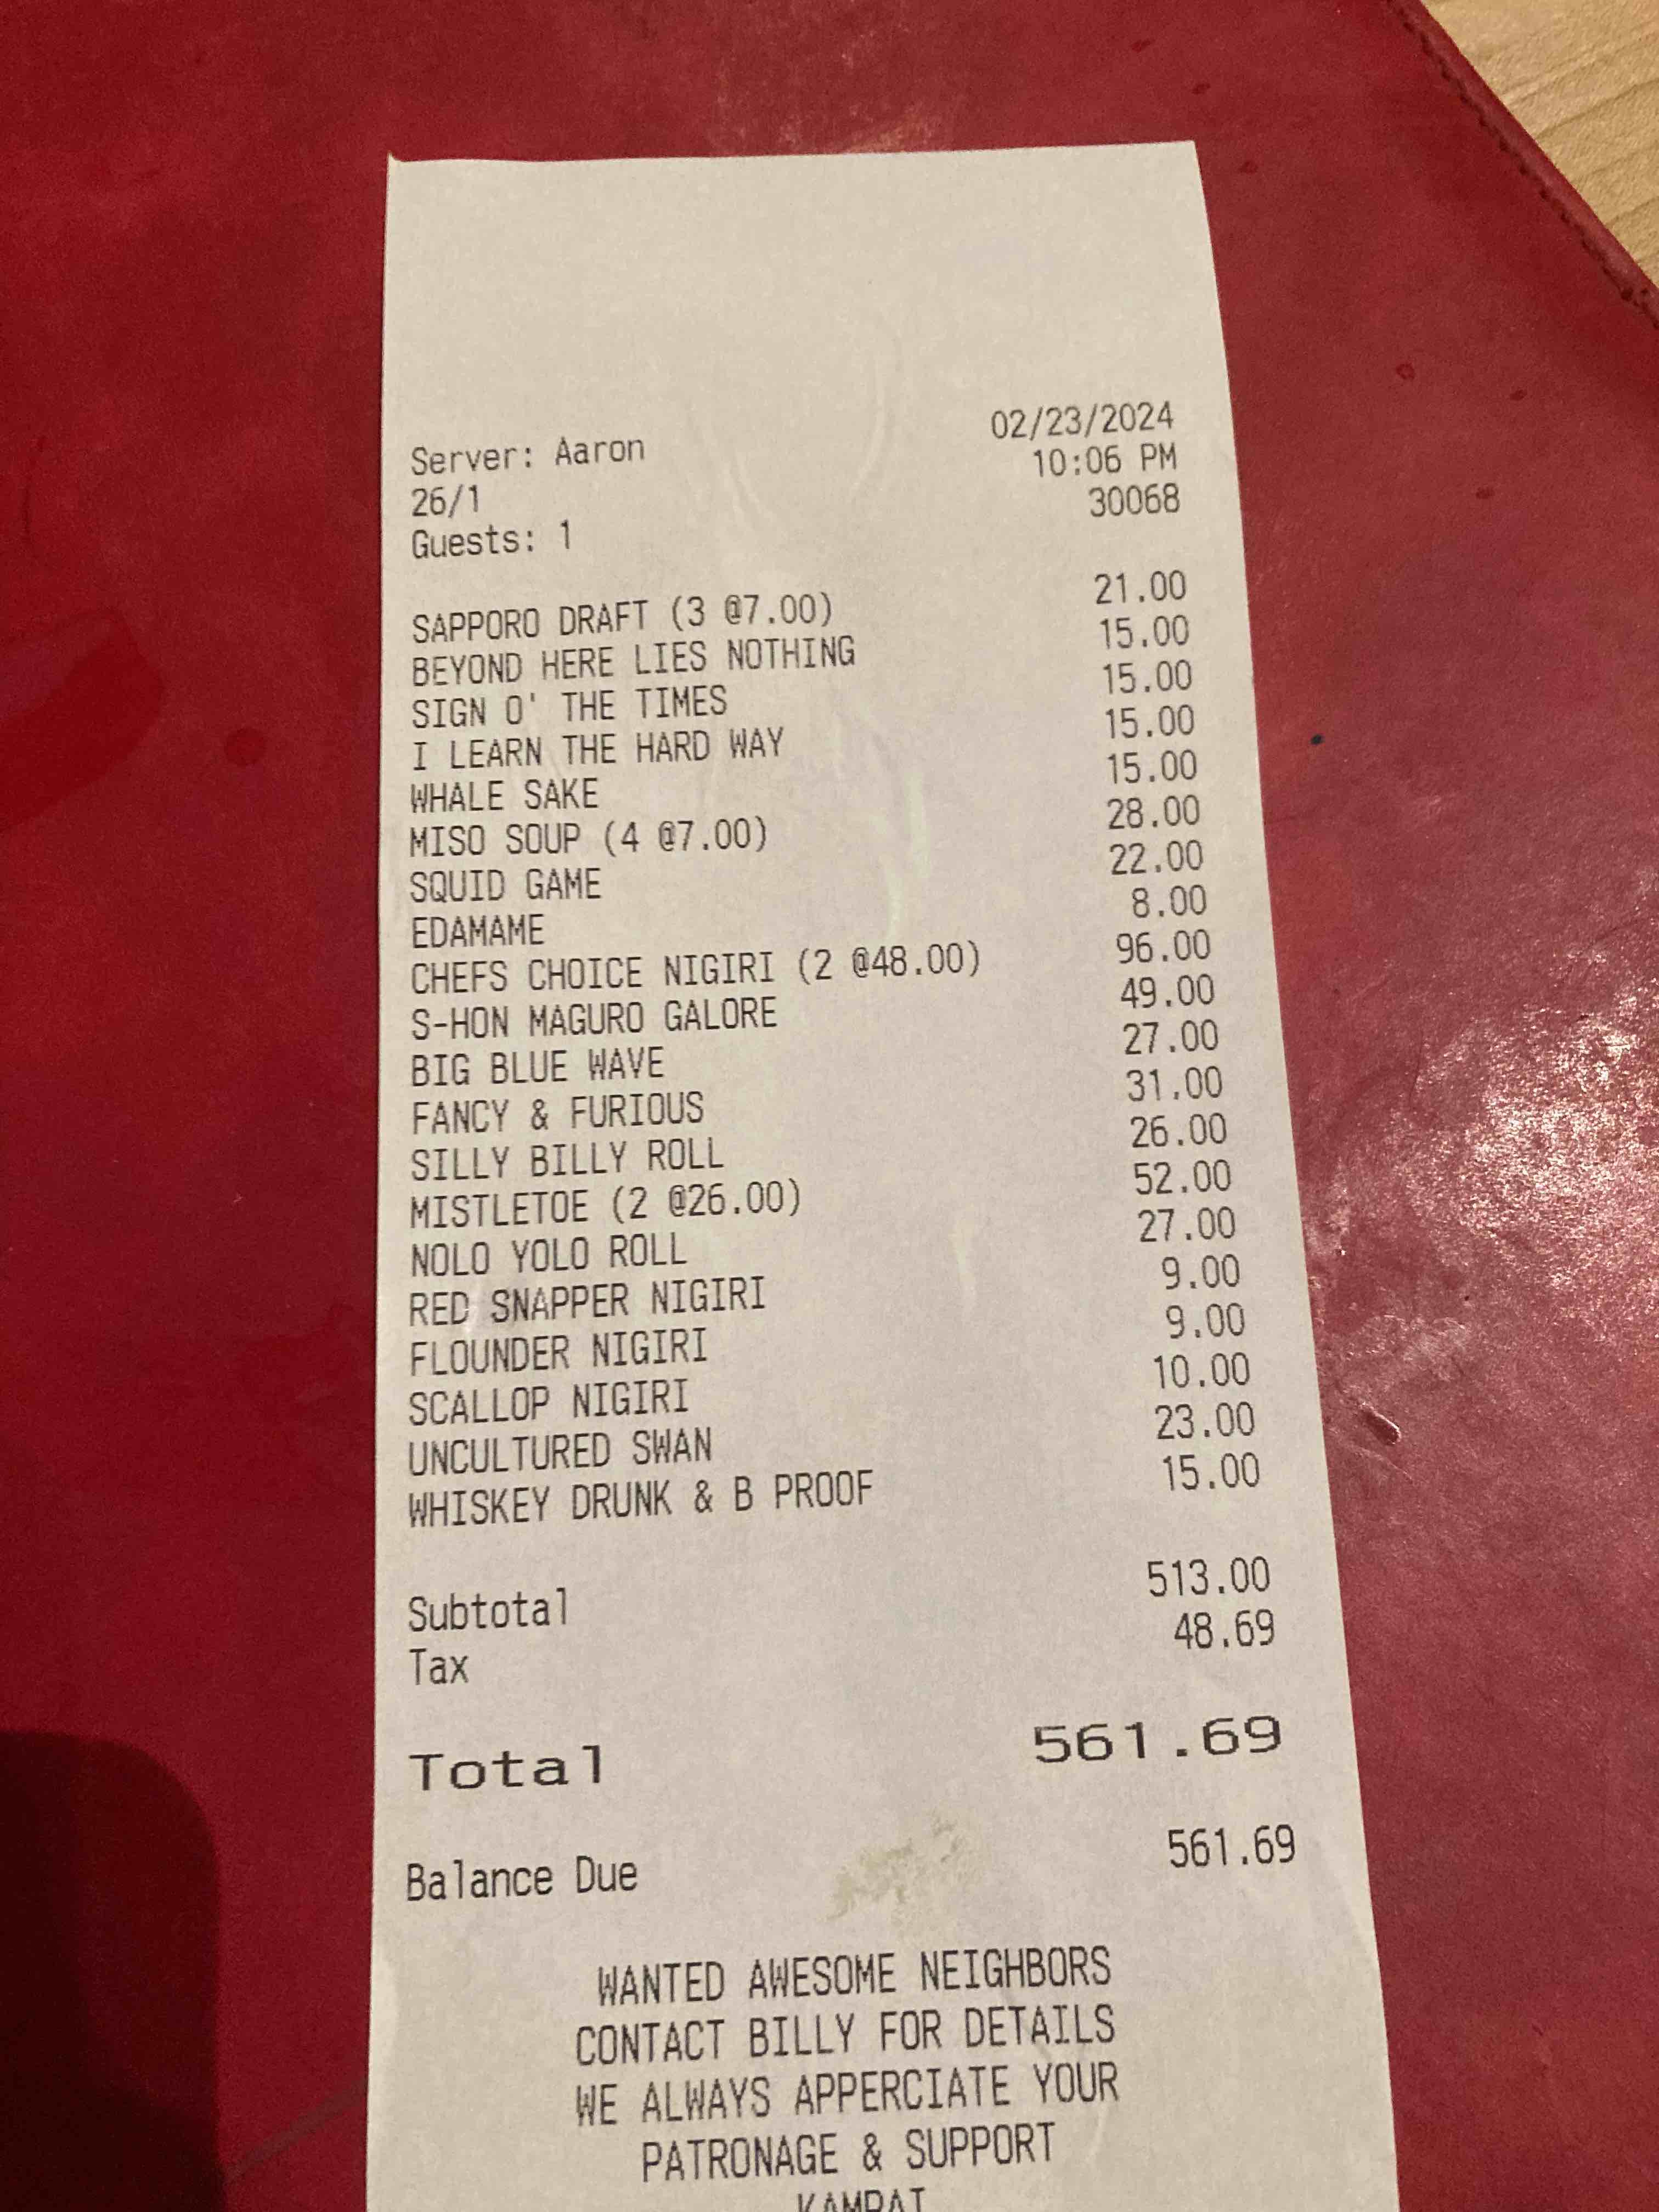 Server: Aaron 02/23/2024
26/1 10:06 PM
Guests: 1 30068
SAPPORO DRAFT (3 @7.00) 21.00
BEYOND HERE LIES NOTHING 15.00
SIGN O' THE TIMES 15.00
I LEARN THE HARD WAY 15.00
WHALE SAKE 15.00
MISO SOUP (4 @7.00) 28.00
SQUID GAME 22.00
EDAMAME 8.00
CHEFS CHOICE NIGIRI (2 @48.00) 96.00
S-HON MAGURO GALORE 49.00
BIG BLUE WAVE 27.00
FANCY & FURIOUS 31.00
SILLY BILLY ROLL 26.00
MISTLETOE (2 @26.00) 52.00
NOLO YOLO ROLL 27.00
RED SNAPPER NIGIRI 9.00
FLOUNDER NIGIRI 9.00
SCALLOP NIGIRI 10.00
UNCULTURED SWAN 23.00
WHISKEY DRUNK & B PROOF 15.00
Subtotal 513.00
Tax 48.69
Total 561.69
Balance Due 561.69
WANTED AWESOME NEIGHBORS
CONTACT BILLY FOR DETAILS
WE ALWAYS APPERCIATE YOUR
PATRONAGE & SUPPORT
KAMPAI